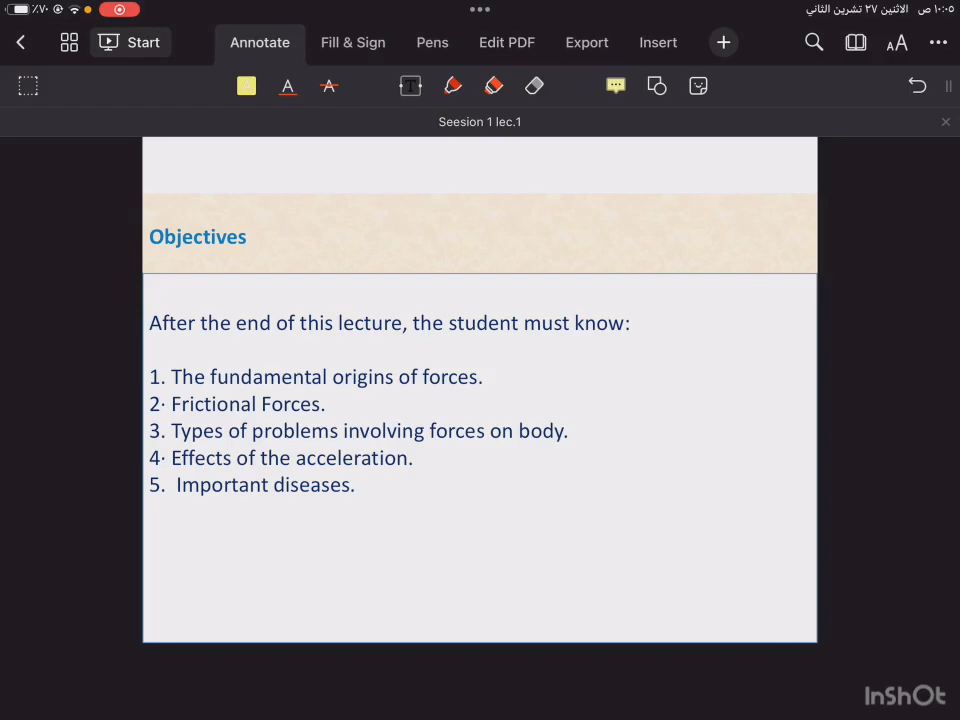 ٪٧٠ الاثنين ٢٧ تشرين الثاني ١٠:٠٥ ص
Start Annotate Fill & Sign Pens Edit PDF Export Insert AA
A A T
Seesion 1 lec.1
Objectives
After the end of this lecture, the student must know:
1. The fundamental origins of forces.
2· Frictional Forces.
3. Types of problems involving forces on body.
4· Effects of the acceleration.
5. Important diseases.
InShOt